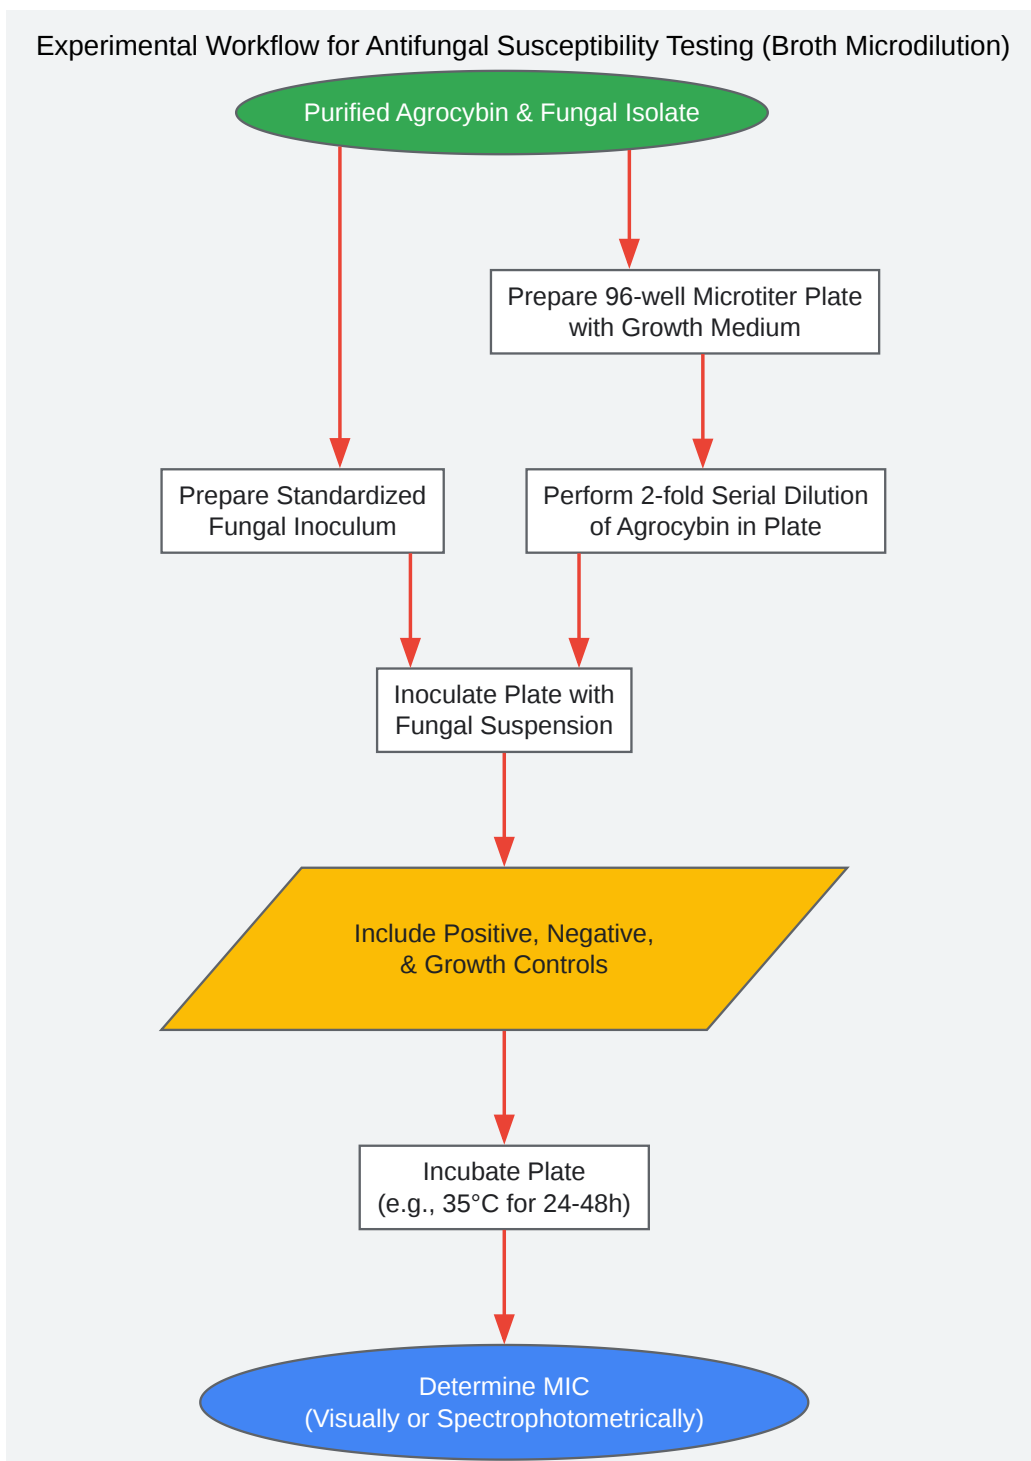 Experimental Workflow for Antifungal Susceptibility Testing (Broth Microdilution)
Purified Agrocybin & Fungal Isolate
Prepare 96-well Microtiter Plate
with Growth Medium
Prepare Standardized
Fungal Inoculum
Perform 2-fold Serial Dilution
of Agrocybin in Plate
Inoculate Plate with
Fungal Suspension
Include Positive, Negative,
& Growth Controls
Incubate Plate
(e.g., 35°C for 24-48h)
Determine MIC
(Visually or Spectrophotometrically)